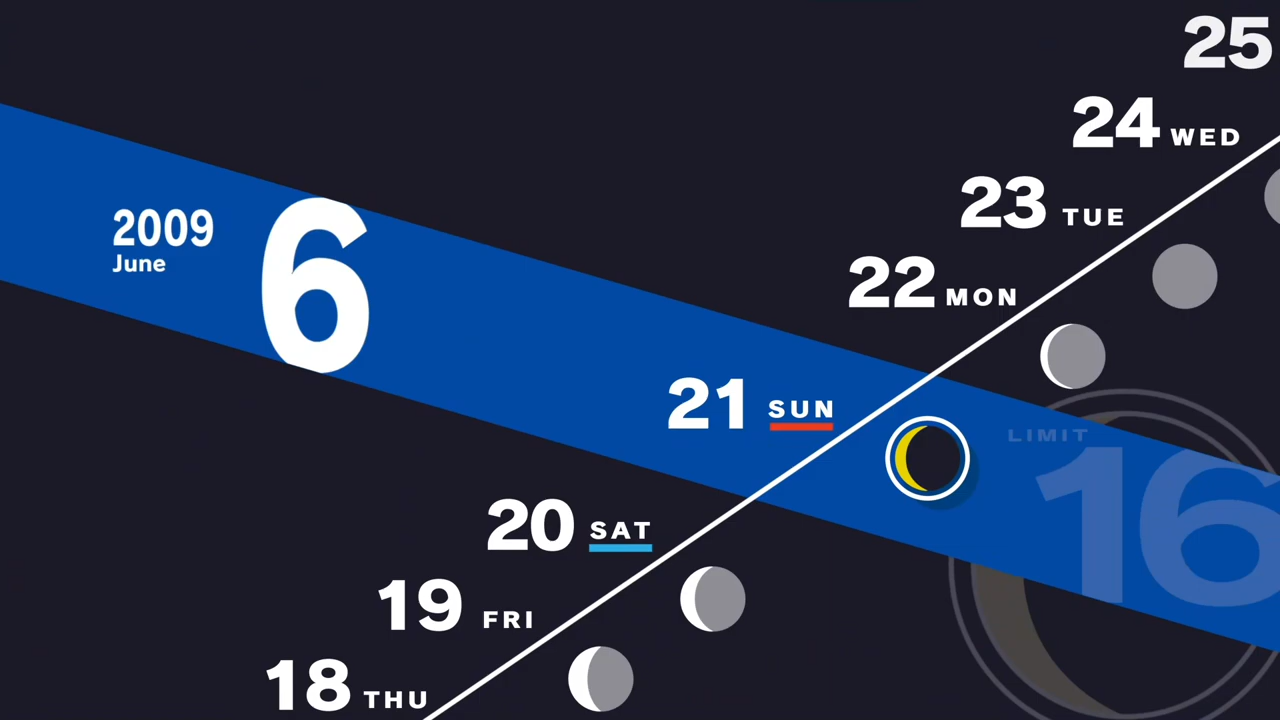 25
24 WED
23 TUE
2009
June
6
22 MON
21 SUN
LIMIT
16
20 SAT
19 FRI
18 THU